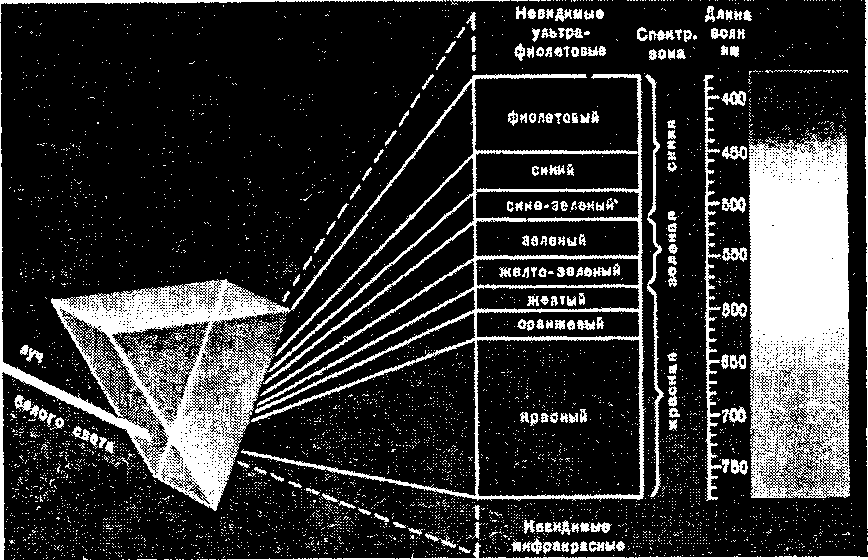 Невидимые
ультра-
фиолетовые
Спектр.
зона
Длина
волн
нм
фиолетовый
синий
сине-зеленый
зеленый
желто-зеленый
желтый
оранжевый
красный
синяя
зеленая
красная
400
450
500
550
600
650
700
750
луч
белого света
Невидимые
инфракрасные